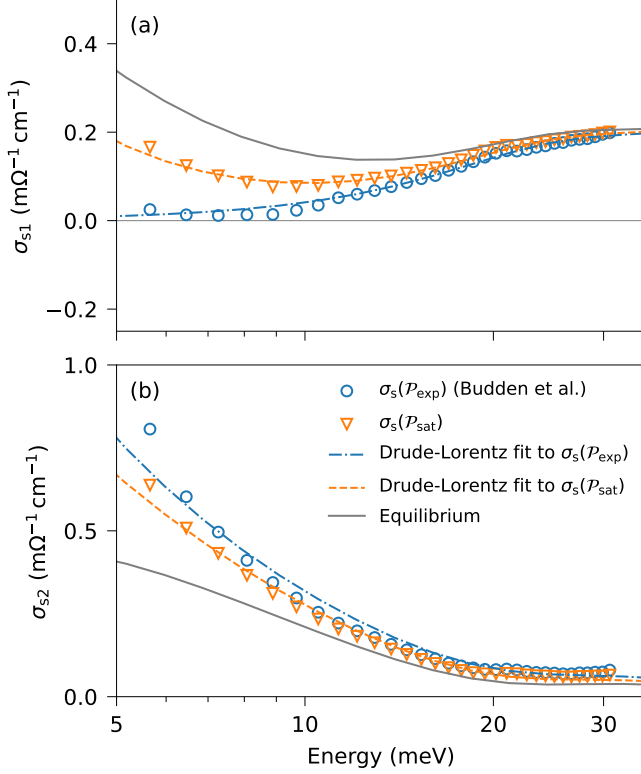 (a)
0.4
0.2
0.0
−0.2
σs1 (mΩ−1 cm−1)
(b)
1.0
0.5
0.0
σs2 (mΩ−1 cm−1)
σs(𝒫exp) (Budden et al.)
σs(𝒫sat)
Drude-Lorentz fit to σs(𝒫exp)
Drude-Lorentz fit to σs(𝒫sat)
Equilibrium
5 10 20 30
Energy (meV)